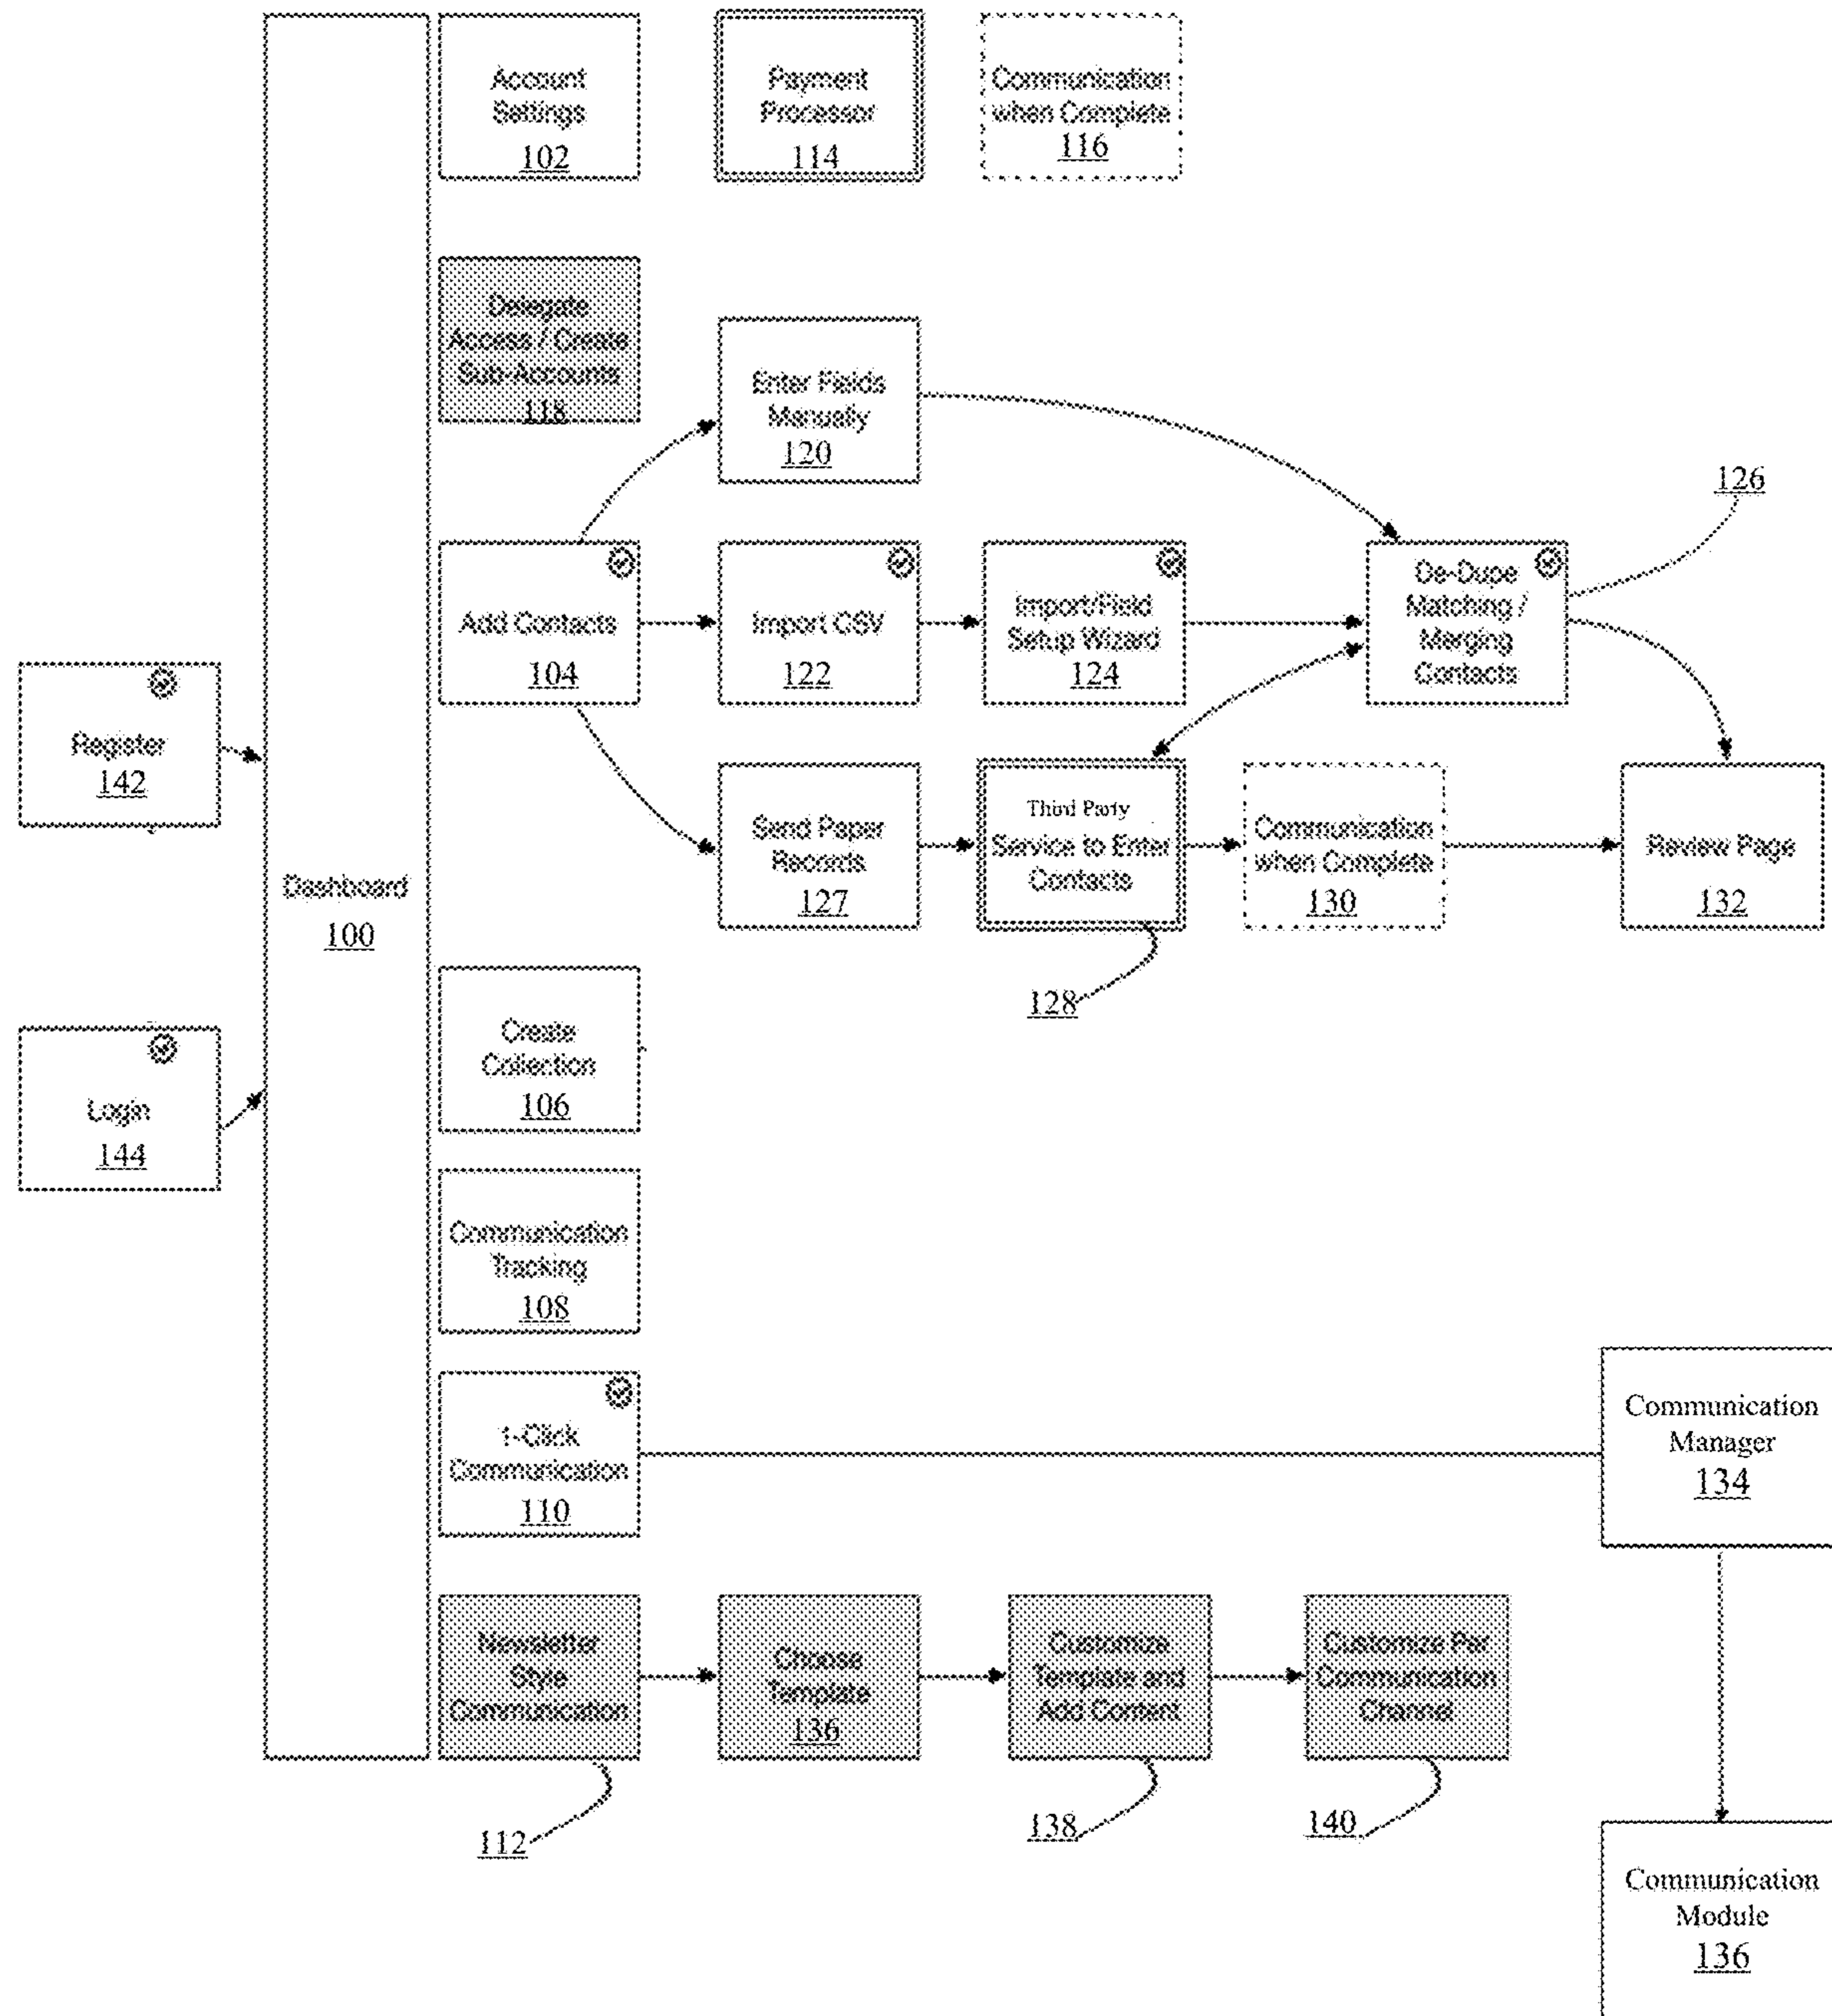 Account
Settings
102
Payment
Processor
114
Communication
when Complete
116
Delegate
Access / Create
Sub-Accounts
118
Enter Fields
Manually
120
126
Add Contacts
104
Import CSV
122
Import/Field
Setup Wizard
124
De-Dupe
Matching /
Merging
Contacts
Register
142
Send Paper
Records
127
Third Party
Service to Enter
Contacts
Communication
when Complete
130
Review Page
132
Dashboard
100
128
Create
Collection
106
Login
144
Communication
Tracking
108
1-Click
Communication
110
Communication
Manager
134
Newsletter
Style
Communication
Choose
Template
136
Customize
Template and
Add Content
Customize Per
Communication
Channel
112
138
140
Communication
Module
136